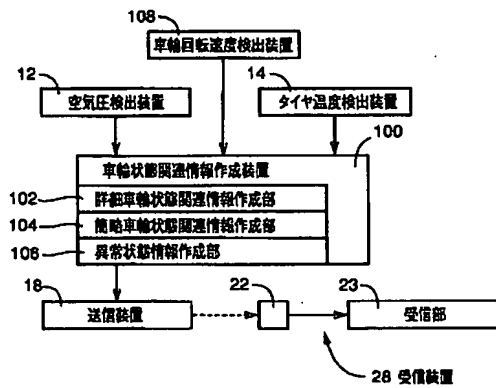 108
車輪回転速度検出装置
12
空気圧検出装置
14
タイヤ温度検出装置
100
車輪状態関連情報作成装置
102
詳細車輪状態関連情報作成部
104
簡略車輪状態関連情報作成部
106
異常状態情報作成部
18
送信装置
22
23
受信部
28 受信装置